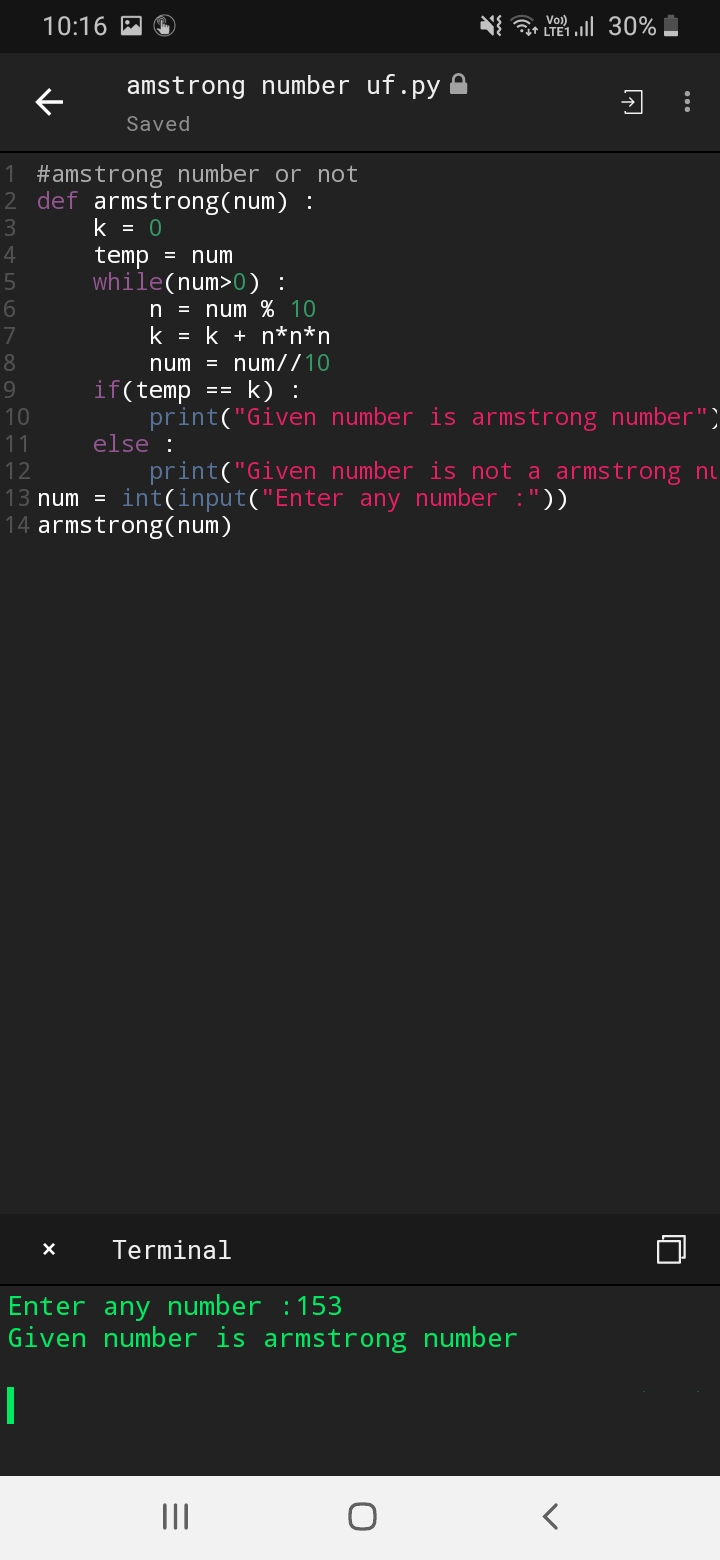 10:16 Vo)) LTE1 30%
amstrong number uf.py
Saved
1 #amstrong number or not
2 def armstrong(num) :
3     k = 0
4     temp = num
5     while(num>0) :
6         n = num % 10
7         k = k + n*n*n
8         num = num//10
9     if(temp == k) :
10         print("Given number is armstrong number")
11     else :
12         print("Given number is not a armstrong nu
13 num = int(input("Enter any number :"))
14 armstrong(num)
× Terminal
Enter any number :153
Given number is armstrong number